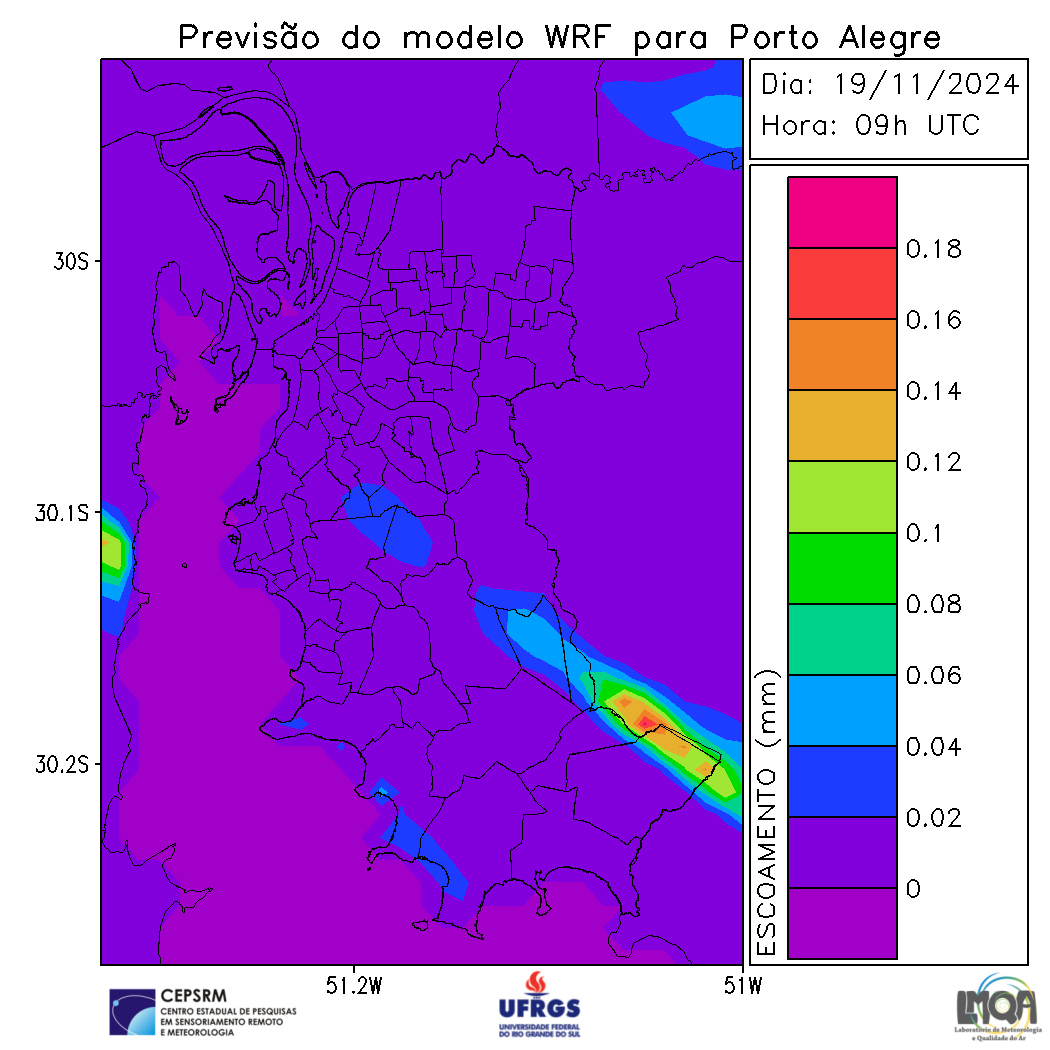 Previsão do modelo WRF para Porto Alegre
Dia: 19/11/2024
Hora: 09h UTC
30S
30.1S
30.2S
51.2W
51W
ESCOAMENTO (mm)
0.18
0.16
0.14
0.12
0.1
0.08
0.06
0.04
0.02
0
CEPSRM
CENTRO ESTADUAL DE PESQUISAS
EM SENSORIAMENTO REMOTO
E METEOROLOGIA
UFRGS
UNIVERSIDADE FEDERAL
DO RIO GRANDE DO SUL
LMQA
Laboratório de Meteorologia
e Qualidade do Ar